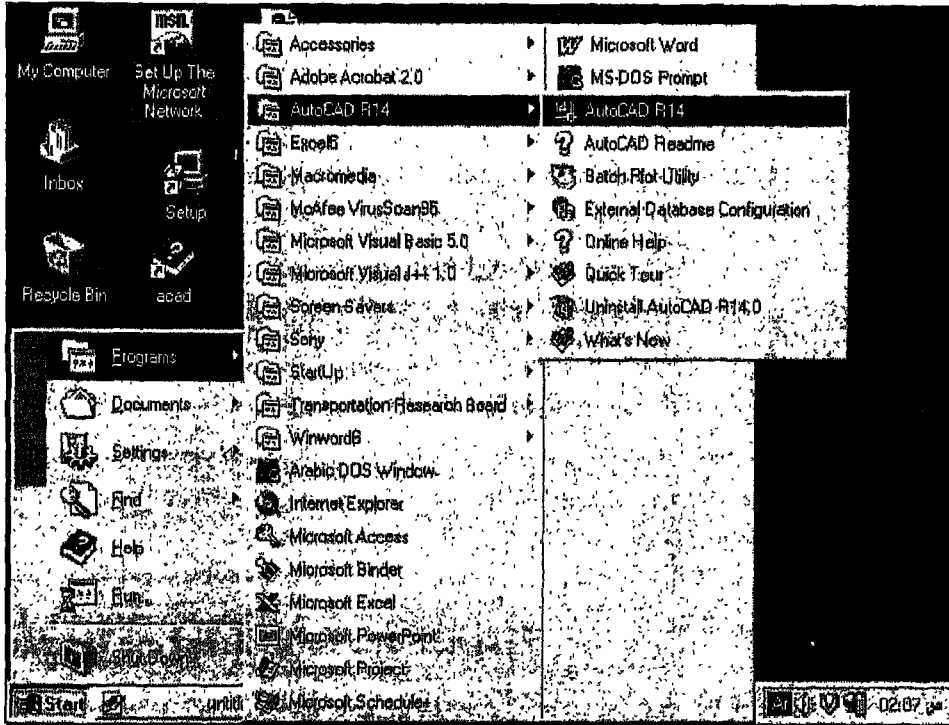 My Computer
msn.
Set Up The
Microsoft
Network
Inbox
Setup
Recycle Bin
acad
Programs
Documents
Settings
Find
Help
Run...
Shut Down...
Start
untitl
Accessories
Adobe Acrobat 2.0
AutoCAD R14
Excel5
Macromedia
McAfee VirusScan95
Microsoft Visual Basic 5.0
Microsoft Visual J++ 1.0
Screen Savers
Sony
StartUp
Transportation Research Board
Winword6
Arabic DOS Window
Internet Explorer
Microsoft Access
Microsoft Binder
Microsoft Excel
Microsoft PowerPoint
Microsoft Project
Microsoft Schedule+
Microsoft Word
MS-DOS Prompt
AutoCAD R14
AutoCAD Readme
Batch Plot Utility
External Database Configuration
Online Help
Quick Tour
Uninstall AutoCAD R14.0
What's New
02:07 ص